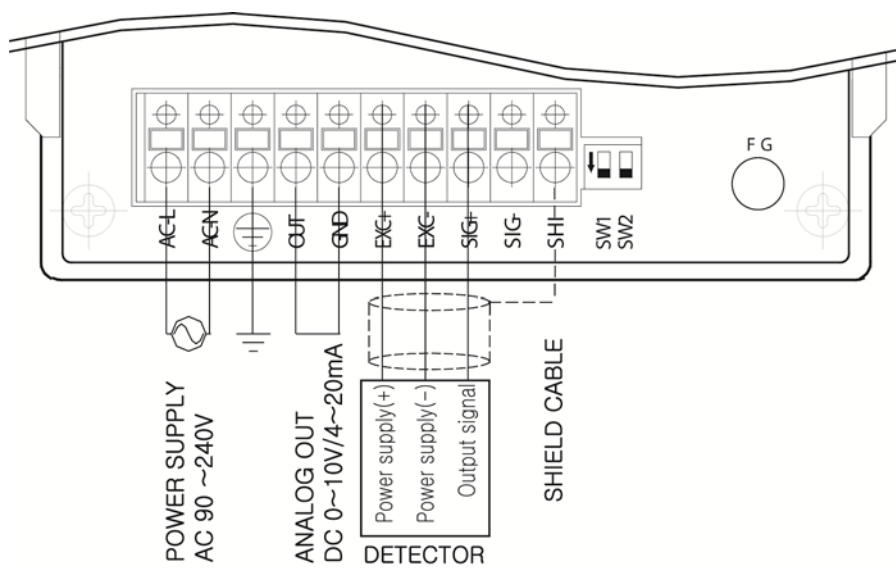 F G
AC-L
AC-N
OUT
GND
EXC+
EXC-
SIG+
SIG-
SHI
SW1
SW2
POWER SUPPLY
AC 90 ~240V
ANALOG OUT
DC 0~10V/4~20mA
Power supply(+)
Power supply(-)
Output signal
DETECTOR
SHIELD CABLE